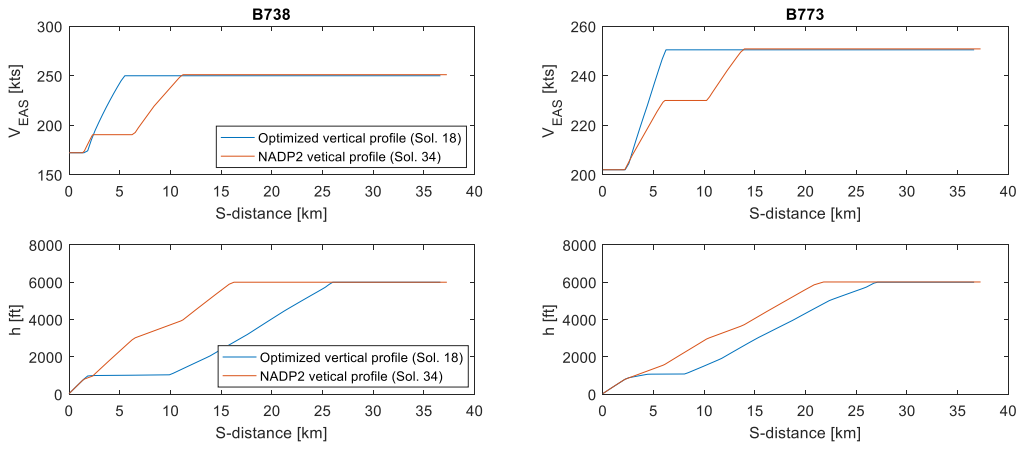 B738
300
250
200
150
V_EAS [kts]
Optimized vertical profile (Sol. 18)
NADP2 vetical profile (Sol. 34)
0 5 10 15 20 25 30 35 40
S-distance [km]
B773
260
240
220
200
V_EAS [kts]
0 5 10 15 20 25 30 35 40
S-distance [km]
8000
6000
4000
2000
0
h [ft]
Optimized vertical profile (Sol. 18)
NADP2 vetical profile (Sol. 34)
0 5 10 15 20 25 30 35 40
S-distance [km]
8000
6000
4000
2000
0
h [ft]
0 5 10 15 20 25 30 35 40
S-distance [km]